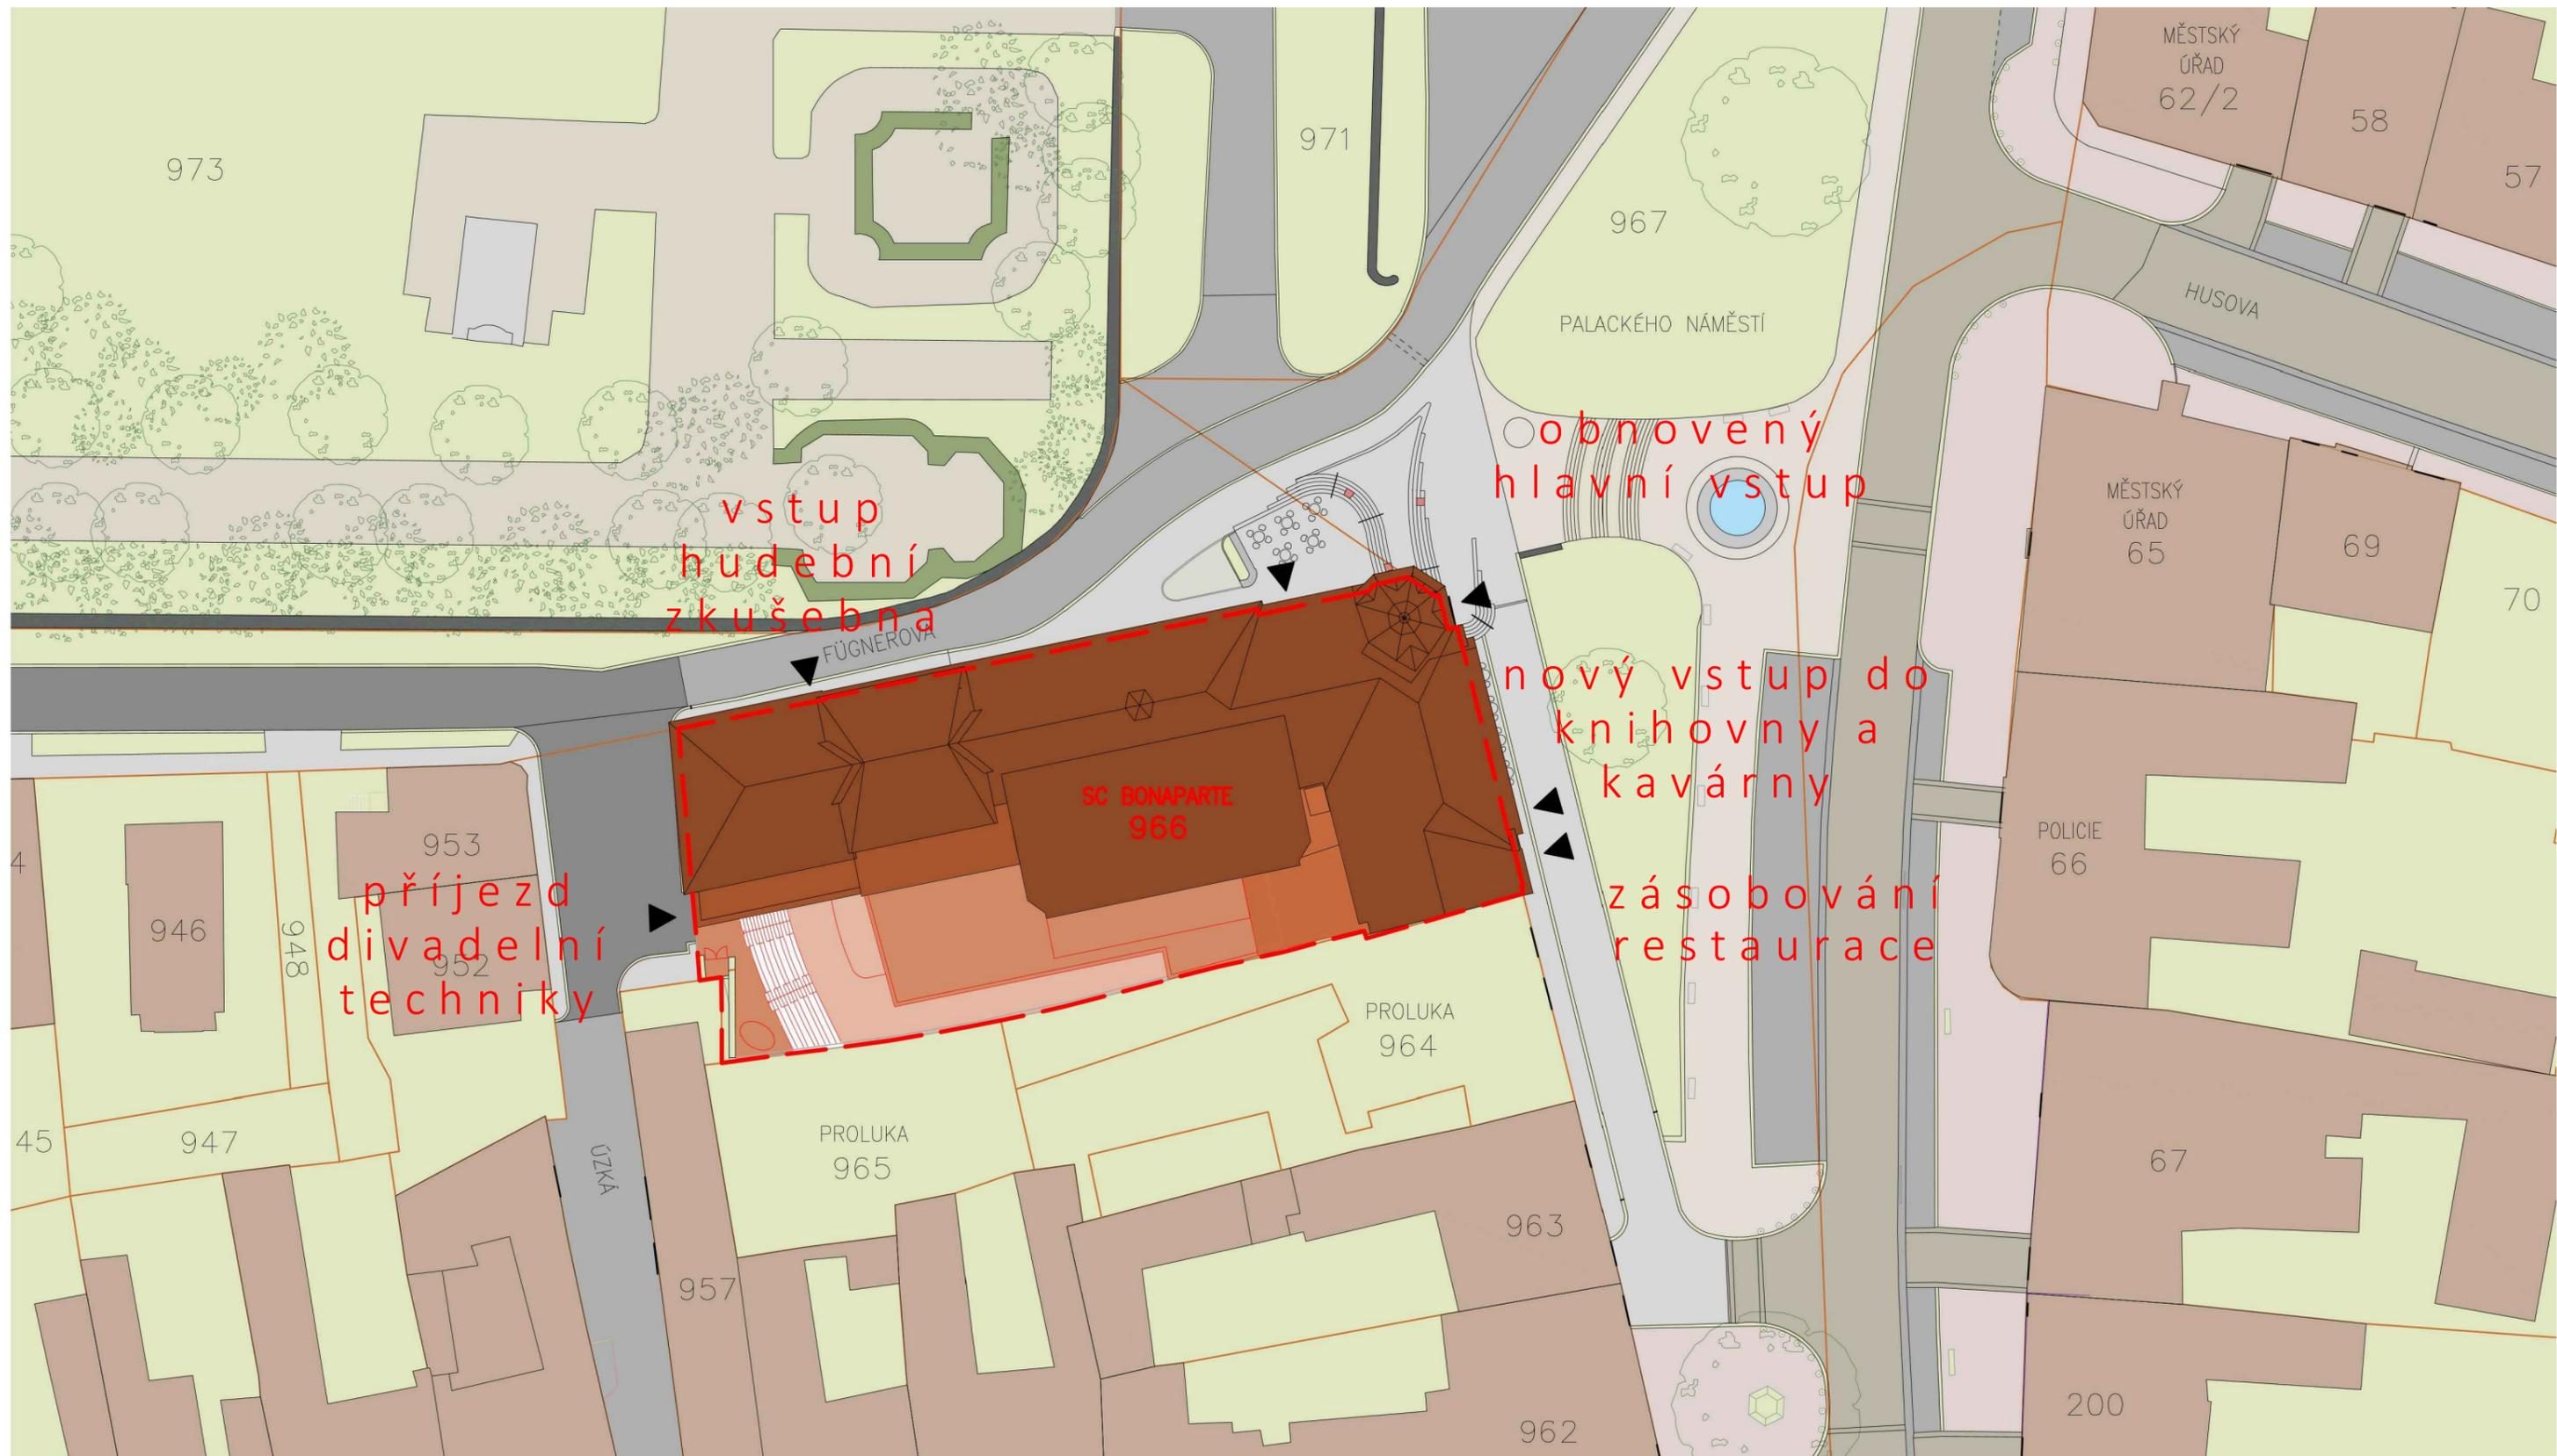 MĚSTSKÝ
ÚŘAD
62/2
58
57
973
971
967
HUSOVA
PALACKÉHO NÁMĚSTÍ
obnovený
hlavní vstup
vstup
hudební
zkušebna
FÜGNEROVA
MĚSTSKÝ
ÚŘAD
65
69
70
nový vstup do
knihovny a
kavárny
SC BONAPARTE
966
4
953
946
948
952
příjezd
divadelní
techniky
POLICIE
66
zásobování
restaurace
PROLUKA
964
45
947
ÚZKÁ
PROLUKA
965
67
963
957
200
962